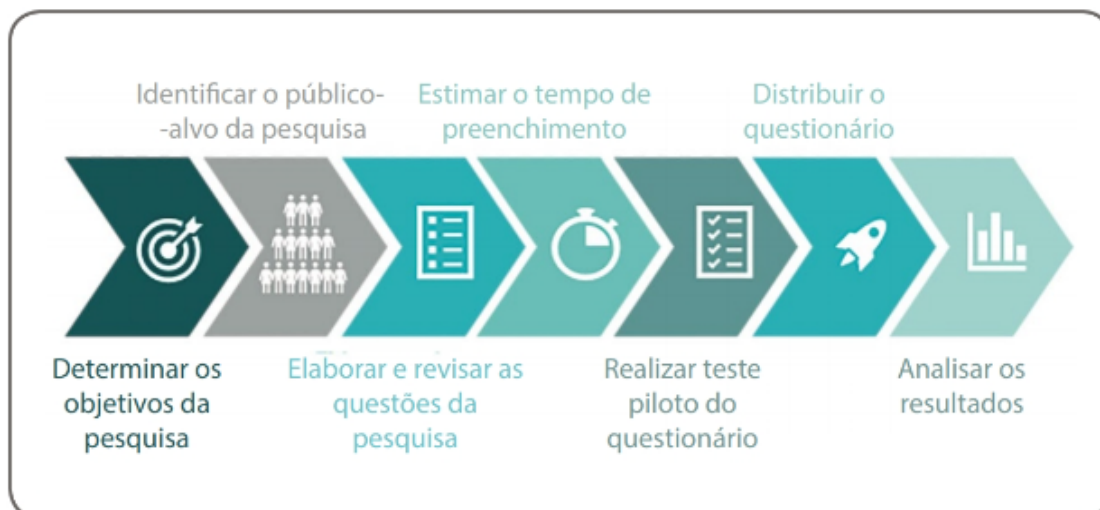 Identificar o público-
-alvo da pesquisa
Estimar o tempo de
preenchimento
Distribuir o
questionário
Determinar os
objetivos da
pesquisa
Elaborar e revisar as
questões da
pesquisa
Realizar teste
piloto do
questionário
Analisar os
resultados